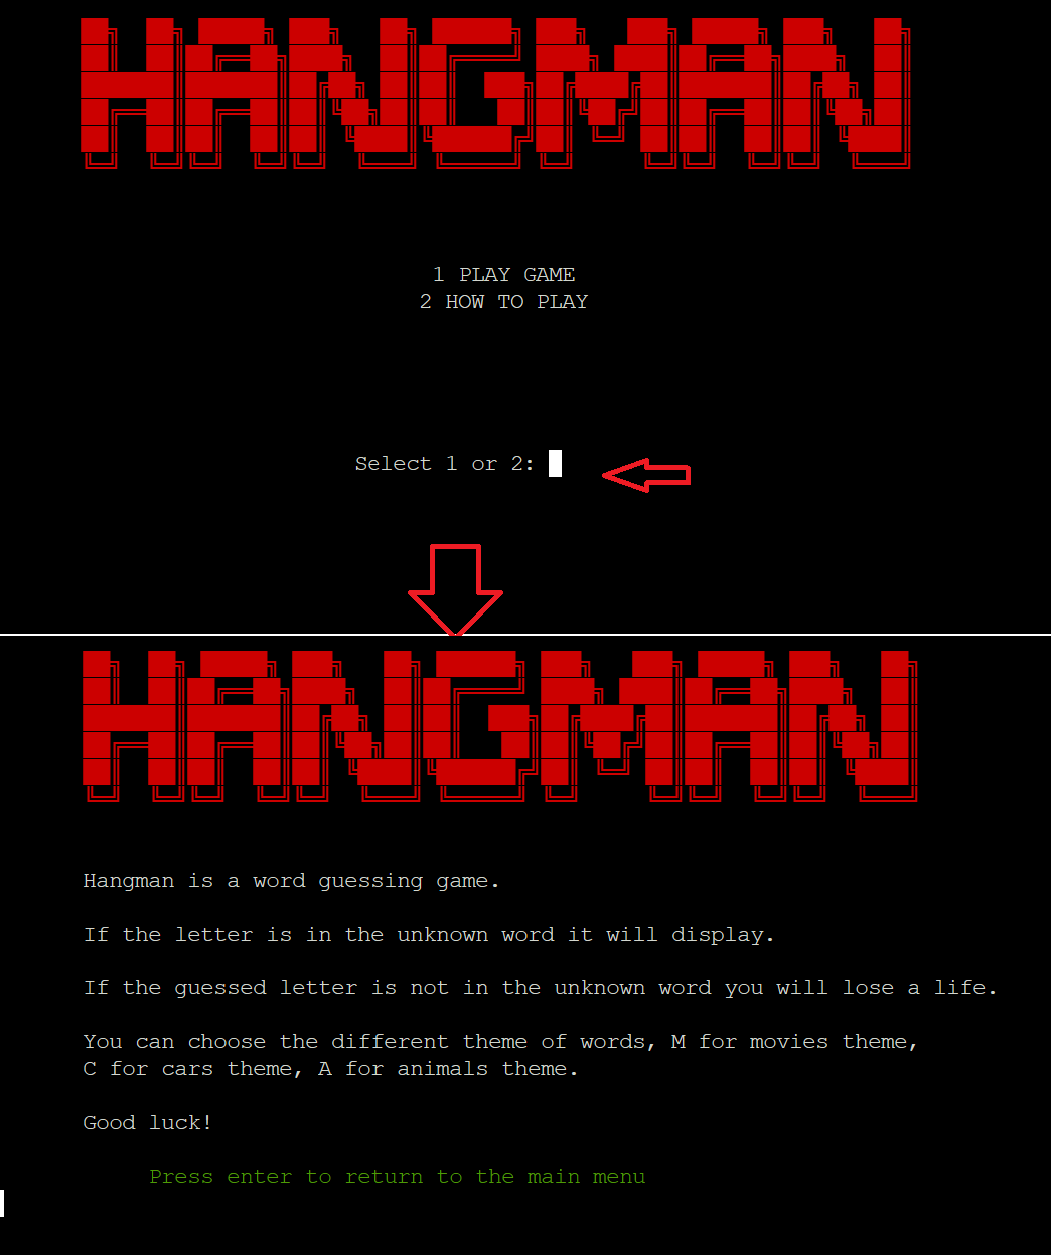 HANGMAN
1 PLAY GAME
2 HOW TO PLAY
Select 1 or 2:
HANGMAN
Hangman is a word guessing game.
If the letter is in the unknown word it will display.
If the guessed letter is not in the unknown word you will lose a life.
You can choose the different theme of words, M for movies theme,
C for cars theme, A for animals theme.
Good luck!
Press enter to return to the main menu